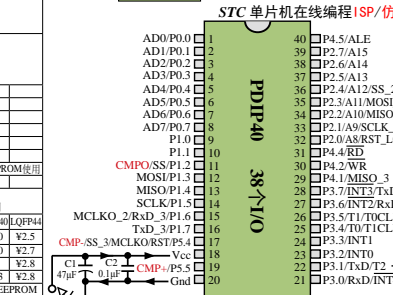 STC 单片机在线编程ISP/仿
AD0/P0.0 1 40 P4.5/ALE
AD1/P0.1 2 39 P2.7/A15
AD2/P0.2 3 38 P2.6/A14
AD3/P0.3 4 37 P2.5/A13
AD4/P0.4 5 36 P2.4/A12/SS_2
AD5/P0.5 6 35 P2.3/A11/MOSI
AD6/P0.6 7 34 P2.2/A10/MISO
AD7/P0.7 8 33 P2.1/A9/SCLK_
P1.0 9 32 P2.0/A8/RST_L
P1.1 10 31 P4.4/RD
CMPO/SS/P1.2 11 30 P4.2/WR
MOSI/P1.3 12 29 P4.1/MISO_3
MISO/P1.4 13 28 P3.7/INT3/TxD
SCLK/P1.5 14 27 P3.6/INT2/RxD
MCLKO_2/RxD_3/P1.6 15 26 P3.5/T1/T0CL
TxD_3/P1.7 16 25 P3.4/T0/T1CL
CMP-/SS_3/MCLKO/RST/P5.4 17 24 P3.3/INT1
Vcc 18 23 P3.2/INT0
CMP+/P5.5 19 22 P3.1/TxD/T2
Gnd 20 21 P3.0/RxD/INT
PDIP40 38个I/O
C1 C2
47μF 0.1μF
ROM使用
40 LQFP44
¥2.5
¥2.7
¥2.8
¥2.8
EEPROM